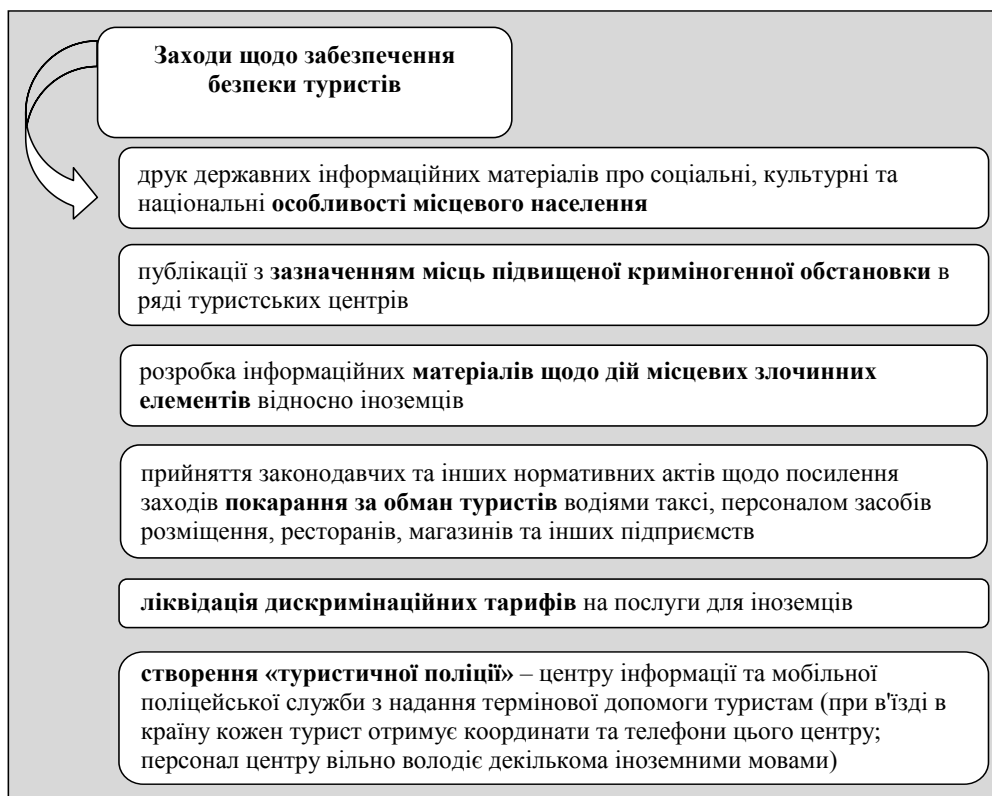 Заходи щодо забезпечення
безпеки туристів
друк державних інформаційних матеріалів про соціальні, культурні та
національні особливості місцевого населення
публікації з зазначенням місць підвищеної криміногенної обстановки в
ряді туристських центрів
розробка інформаційних матеріалів щодо дій місцевих злочинних
елементів відносно іноземців
прийняття законодавчих та інших нормативних актів щодо посилення
заходів покарання за обман туристів водіями таксі, персоналом засобів
розміщення, ресторанів, магазинів та інших підприємств
ліквідація дискримінаційних тарифів на послуги для іноземців
створення «туристичної поліції» – центру інформації та мобільної
поліцейської служби з надання термінової допомоги туристам (при в'їзді в
країну кожен турист отримує координати та телефони цього центру;
персонал центру вільно володіє декількома іноземними мовами)